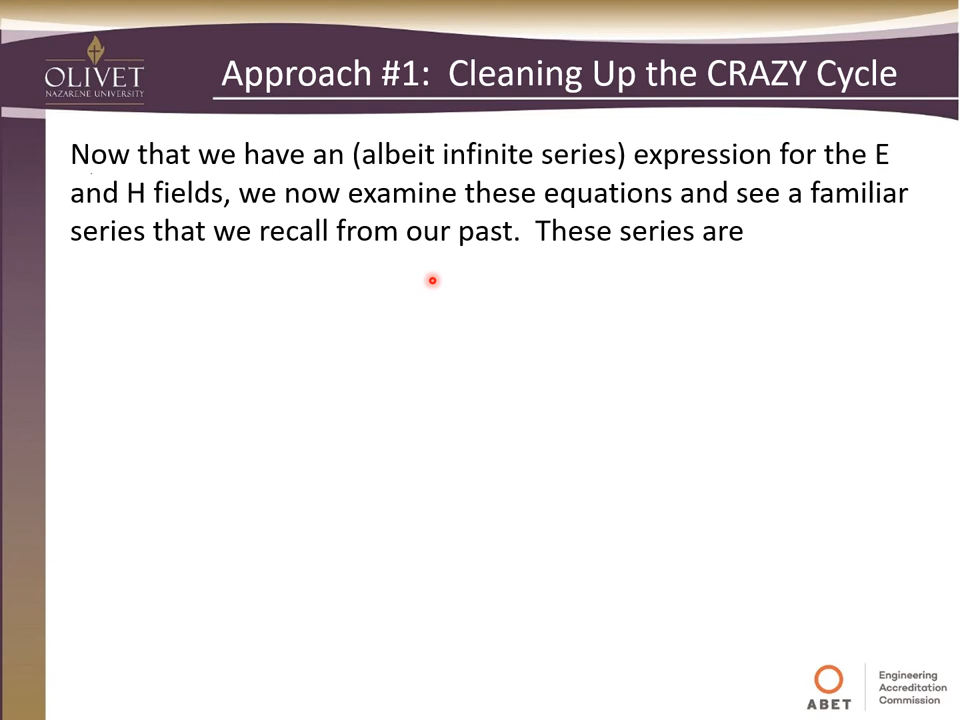 OLIVET
NAZARENE UNIVERSITY
Approach #1:  Cleaning Up the CRAZY Cycle
Now that we have an (albeit infinite series) expression for the E
and H fields, we now examine these equations and see a familiar
series that we recall from our past.  These series are
ABET
Engineering
Accreditation
Commission